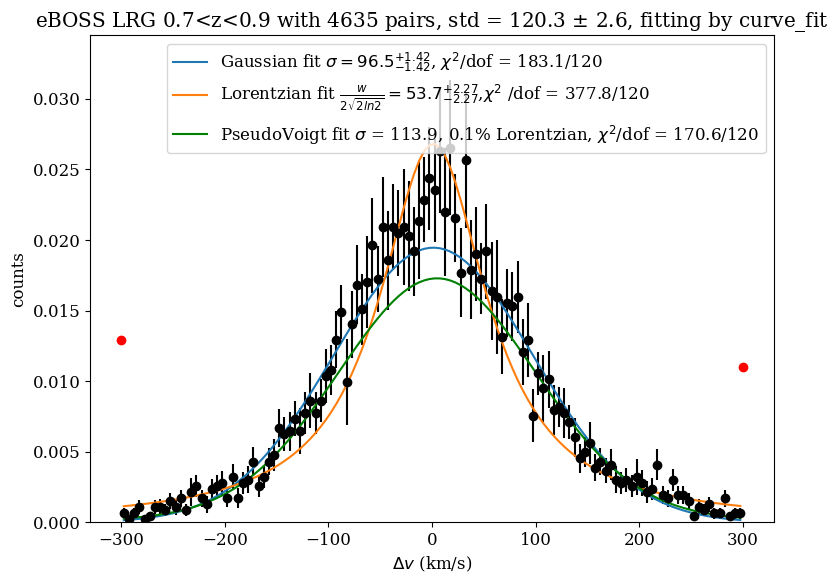 eBOSS LRG 0.7<z<0.9 with 4635 pairs, std = 120.3 ± 2.6, fitting by curve_fit
Gaussian fit σ = 96.5^{+1.42}_{−1.42}, χ²/dof = 183.1/120
Lorentzian fit \frac{w}{2\sqrt{2ln2}} = 53.7^{+2.27}_{−2.27},χ² /dof = 377.8/120
PseudoVoigt fit σ = 113.9, 0.1% Lorentzian, χ²/dof = 170.6/120
counts
0.030
0.025
0.020
0.015
0.010
0.005
0.000
−300 −200 −100 0 100 200 300
Δv (km/s)